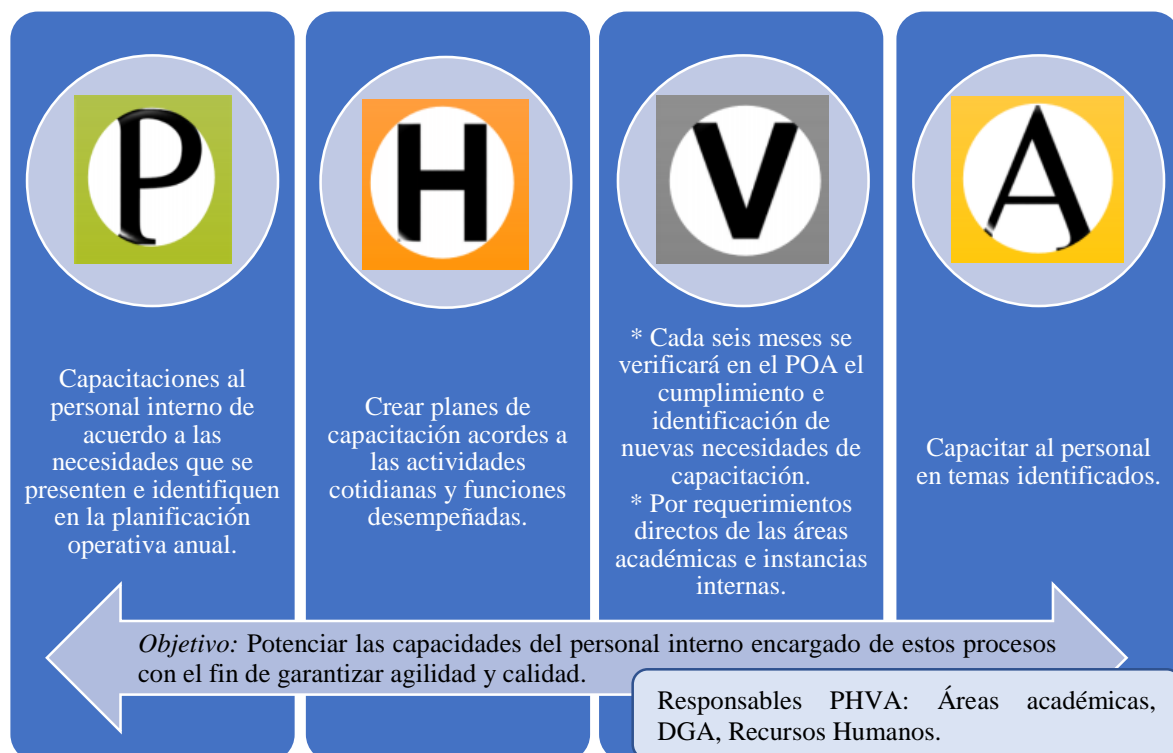 P
Capacitaciones al
personal interno de
acuerdo a las
necesidades que se
presenten e identifiquen
en la planificación
operativa anual.
H
Crear planes de
capacitación acordes a
las actividades
cotidianas y funciones
desempeñadas.
V
* Cada seis meses se
verificará en el POA el
cumplimiento e
identificación de
nuevas necesidades de
capacitación.
* Por requerimientos
directos de las áreas
académicas e instancias
internas.
A
Capacitar al personal
en temas identificados.
Objetivo: Potenciar las capacidades del personal interno encargado de estos procesos
con el fin de garantizar agilidad y calidad.
Responsables PHVA: Áreas académicas,
DGA, Recursos Humanos.